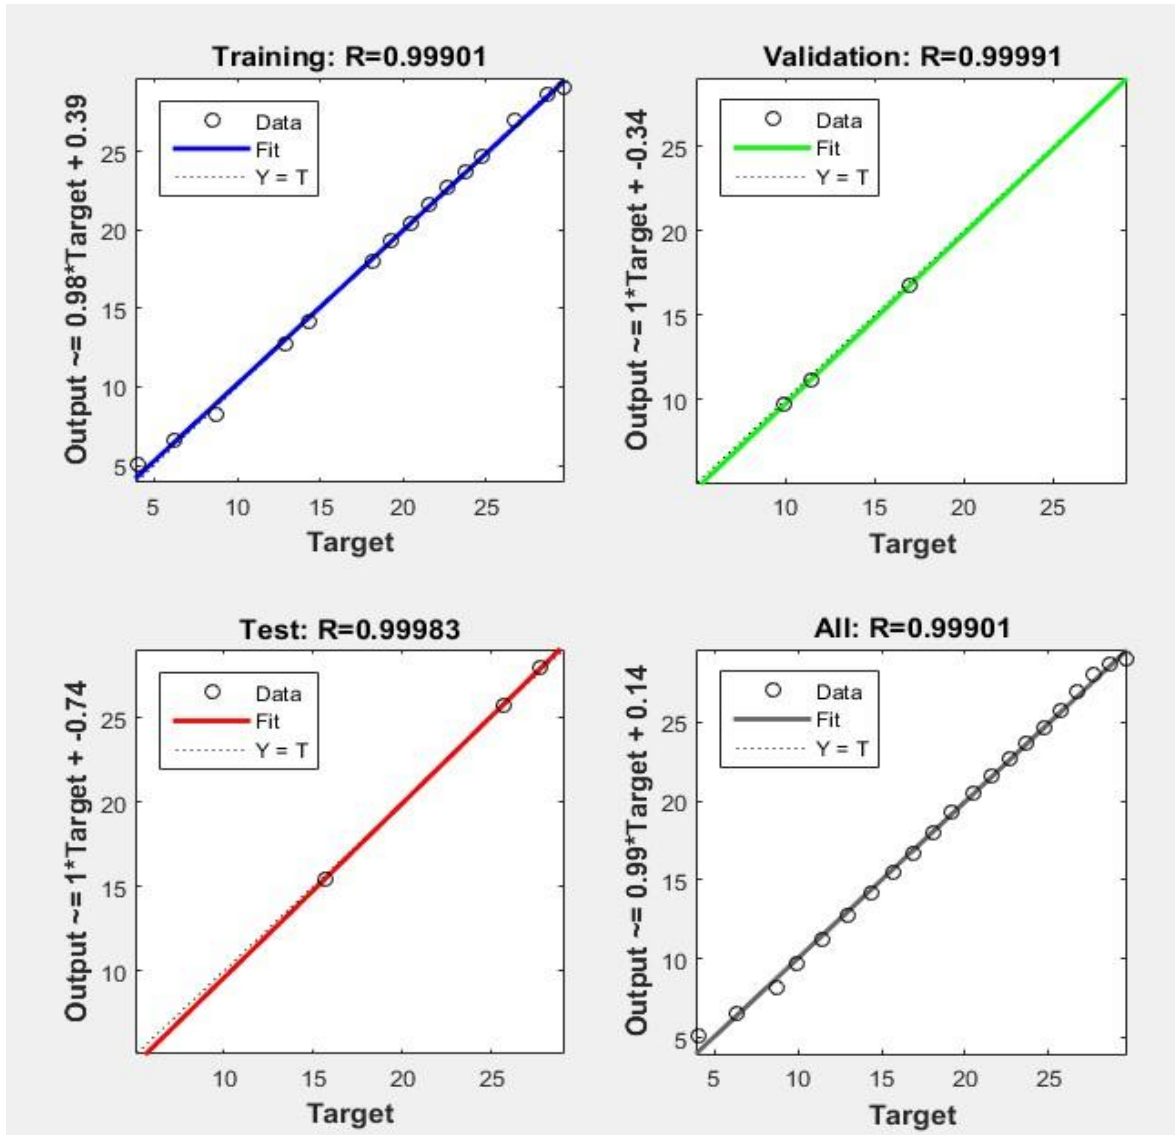 Training: R=0.99901
Output ~= 0.98*Target + 0.39
Data
Fit
Y = T
25
20
15
10
5
5
10
15
20
25
Target
Validation: R=0.99991
Output ~= 1*Target + -0.34
Data
Fit
Y = T
25
20
15
10
10
15
20
25
Target
Test: R=0.99983
Output ~= 1*Target + -0.74
Data
Fit
Y = T
25
20
15
10
10
15
20
25
Target
All: R=0.99901
Output ~= 0.99*Target + 0.14
Data
Fit
Y = T
25
20
15
10
5
5
10
15
20
25
Target